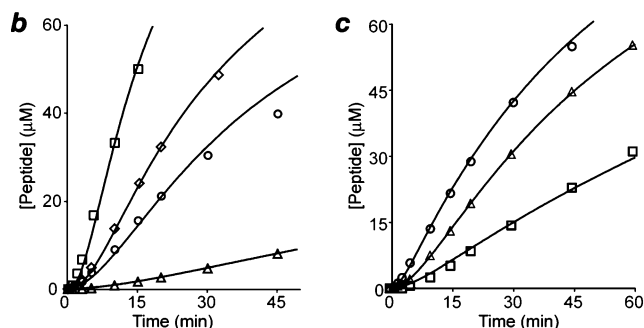 b
[Peptide] (μM)
60
40
20
0
0 15 30 45
Time (min)
c
[Peptide] (μM)
60
45
30
15
0
0 15 30 45 60
Time (min)